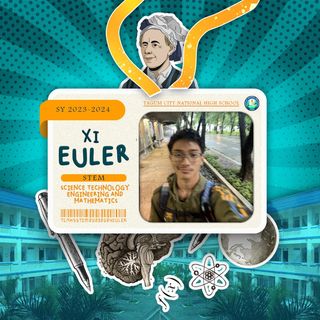 SY 2023-2024
TAGUM CITY NATIONAL HIGH SCHOOL
XI
EULER
STEM
SCIENCE TECHNOLOGY
ENGINEERING AND
MATHEMATICS
f(x)